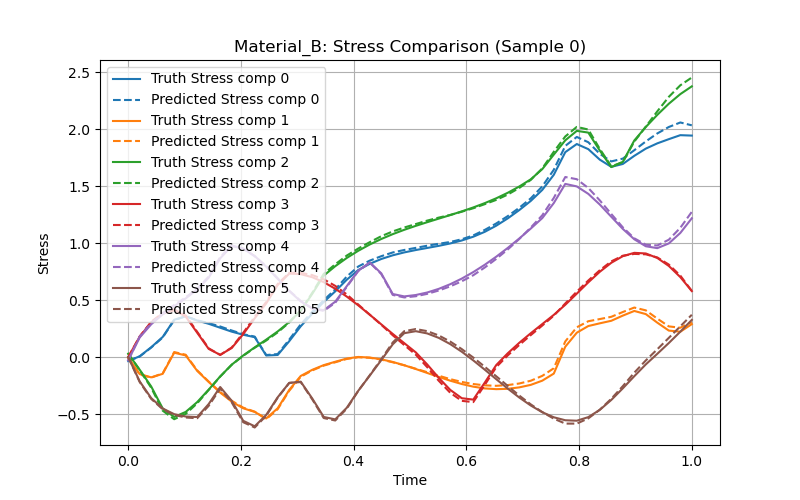 Material_B: Stress Comparison (Sample 0)
Truth Stress comp 0
Predicted Stress comp 0
Truth Stress comp 1
Predicted Stress comp 1
Truth Stress comp 2
Predicted Stress comp 2
Truth Stress comp 3
Predicted Stress comp 3
Truth Stress comp 4
Predicted Stress comp 4
Truth Stress comp 5
Predicted Stress comp 5
Stress
2.5
2.0
1.5
1.0
0.5
0.0
−0.5
0.0 0.2 0.4 0.6 0.8 1.0
Time